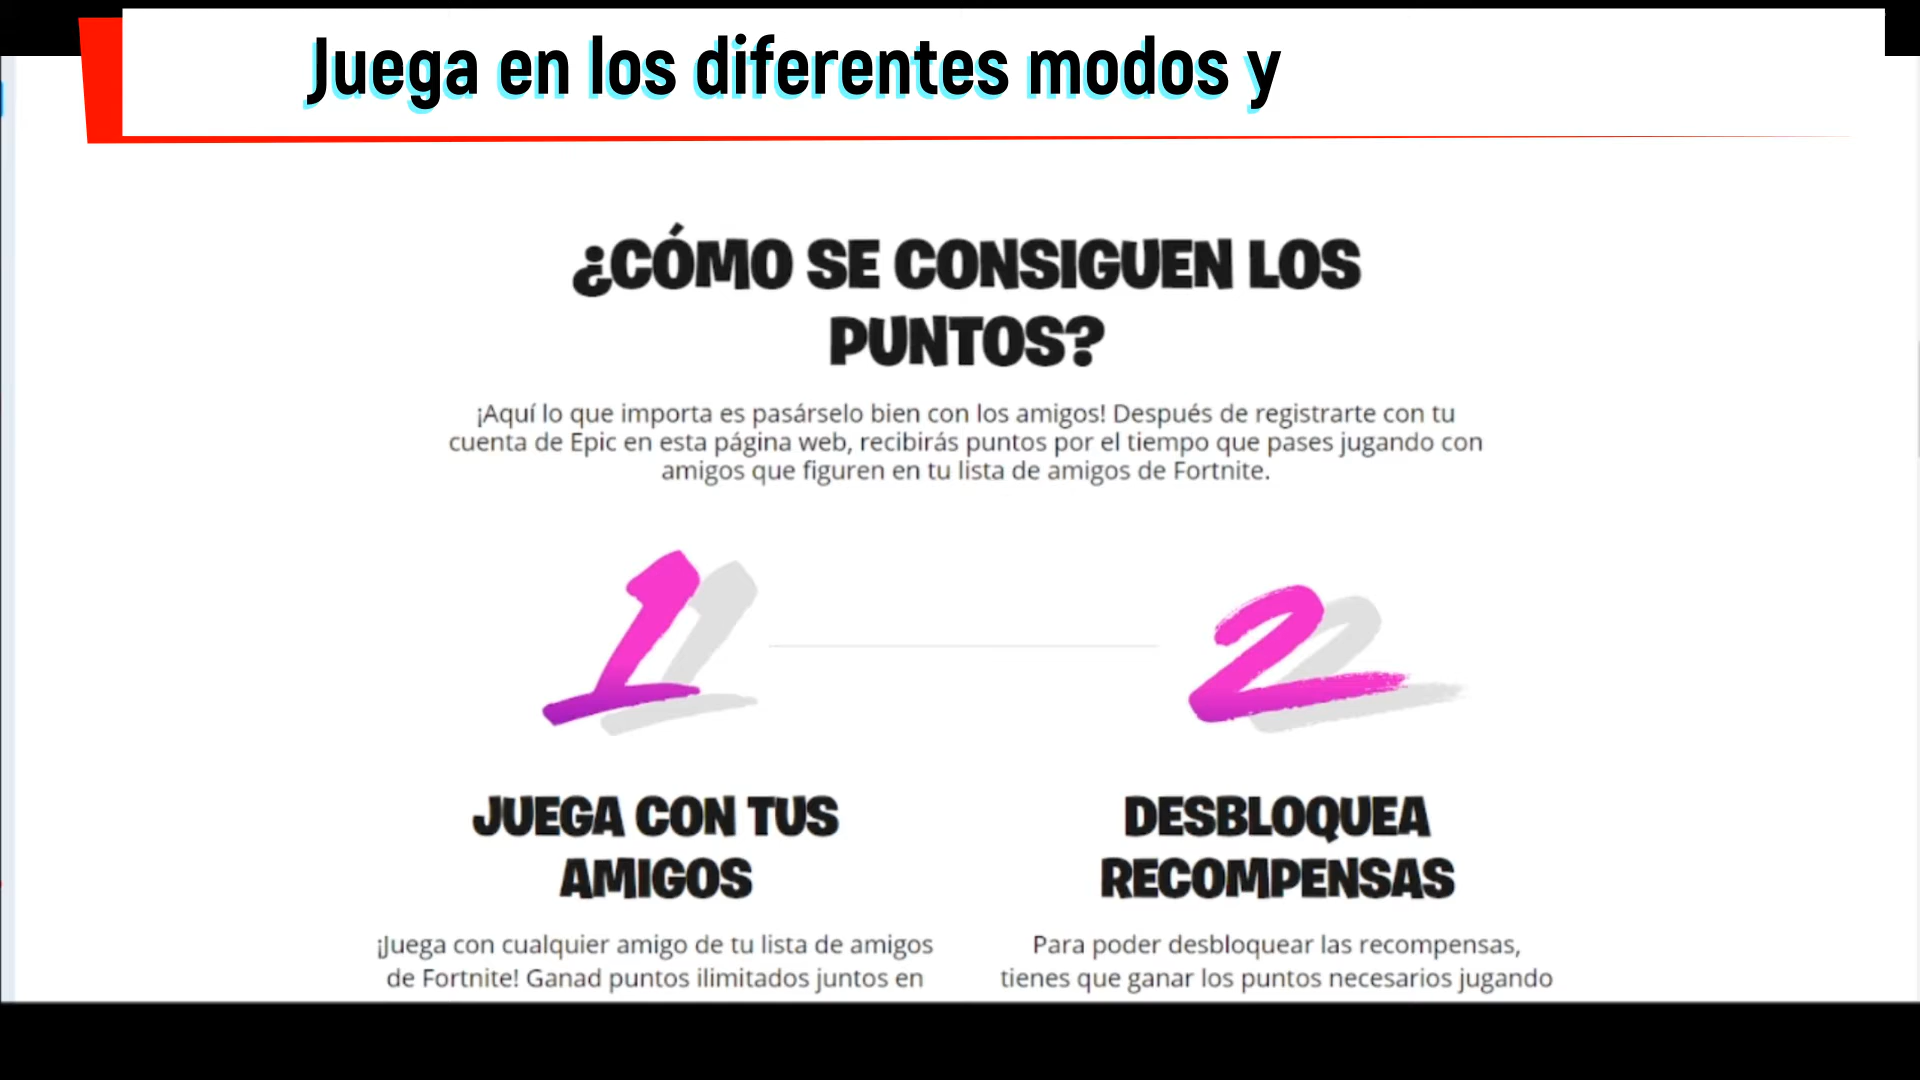 Juega en los diferentes modos y
¿CÓMO SE CONSIGUEN LOS
PUNTOS?
¡Aquí lo que importa es pasárselo bien con los amigos! Después de registrarte con tu
cuenta de Epic en esta página web, recibirás puntos por el tiempo que pases jugando con
amigos que figuren en tu lista de amigos de Fortnite.
1
2
JUEGA CON TUS
AMIGOS
¡Juega con cualquier amigo de tu lista de amigos
de Fortnite! Ganad puntos ilimitados juntos en
DESBLOQUEA
RECOMPENSAS
Para poder desbloquear las recompensas,
tienes que ganar los puntos necesarios jugando